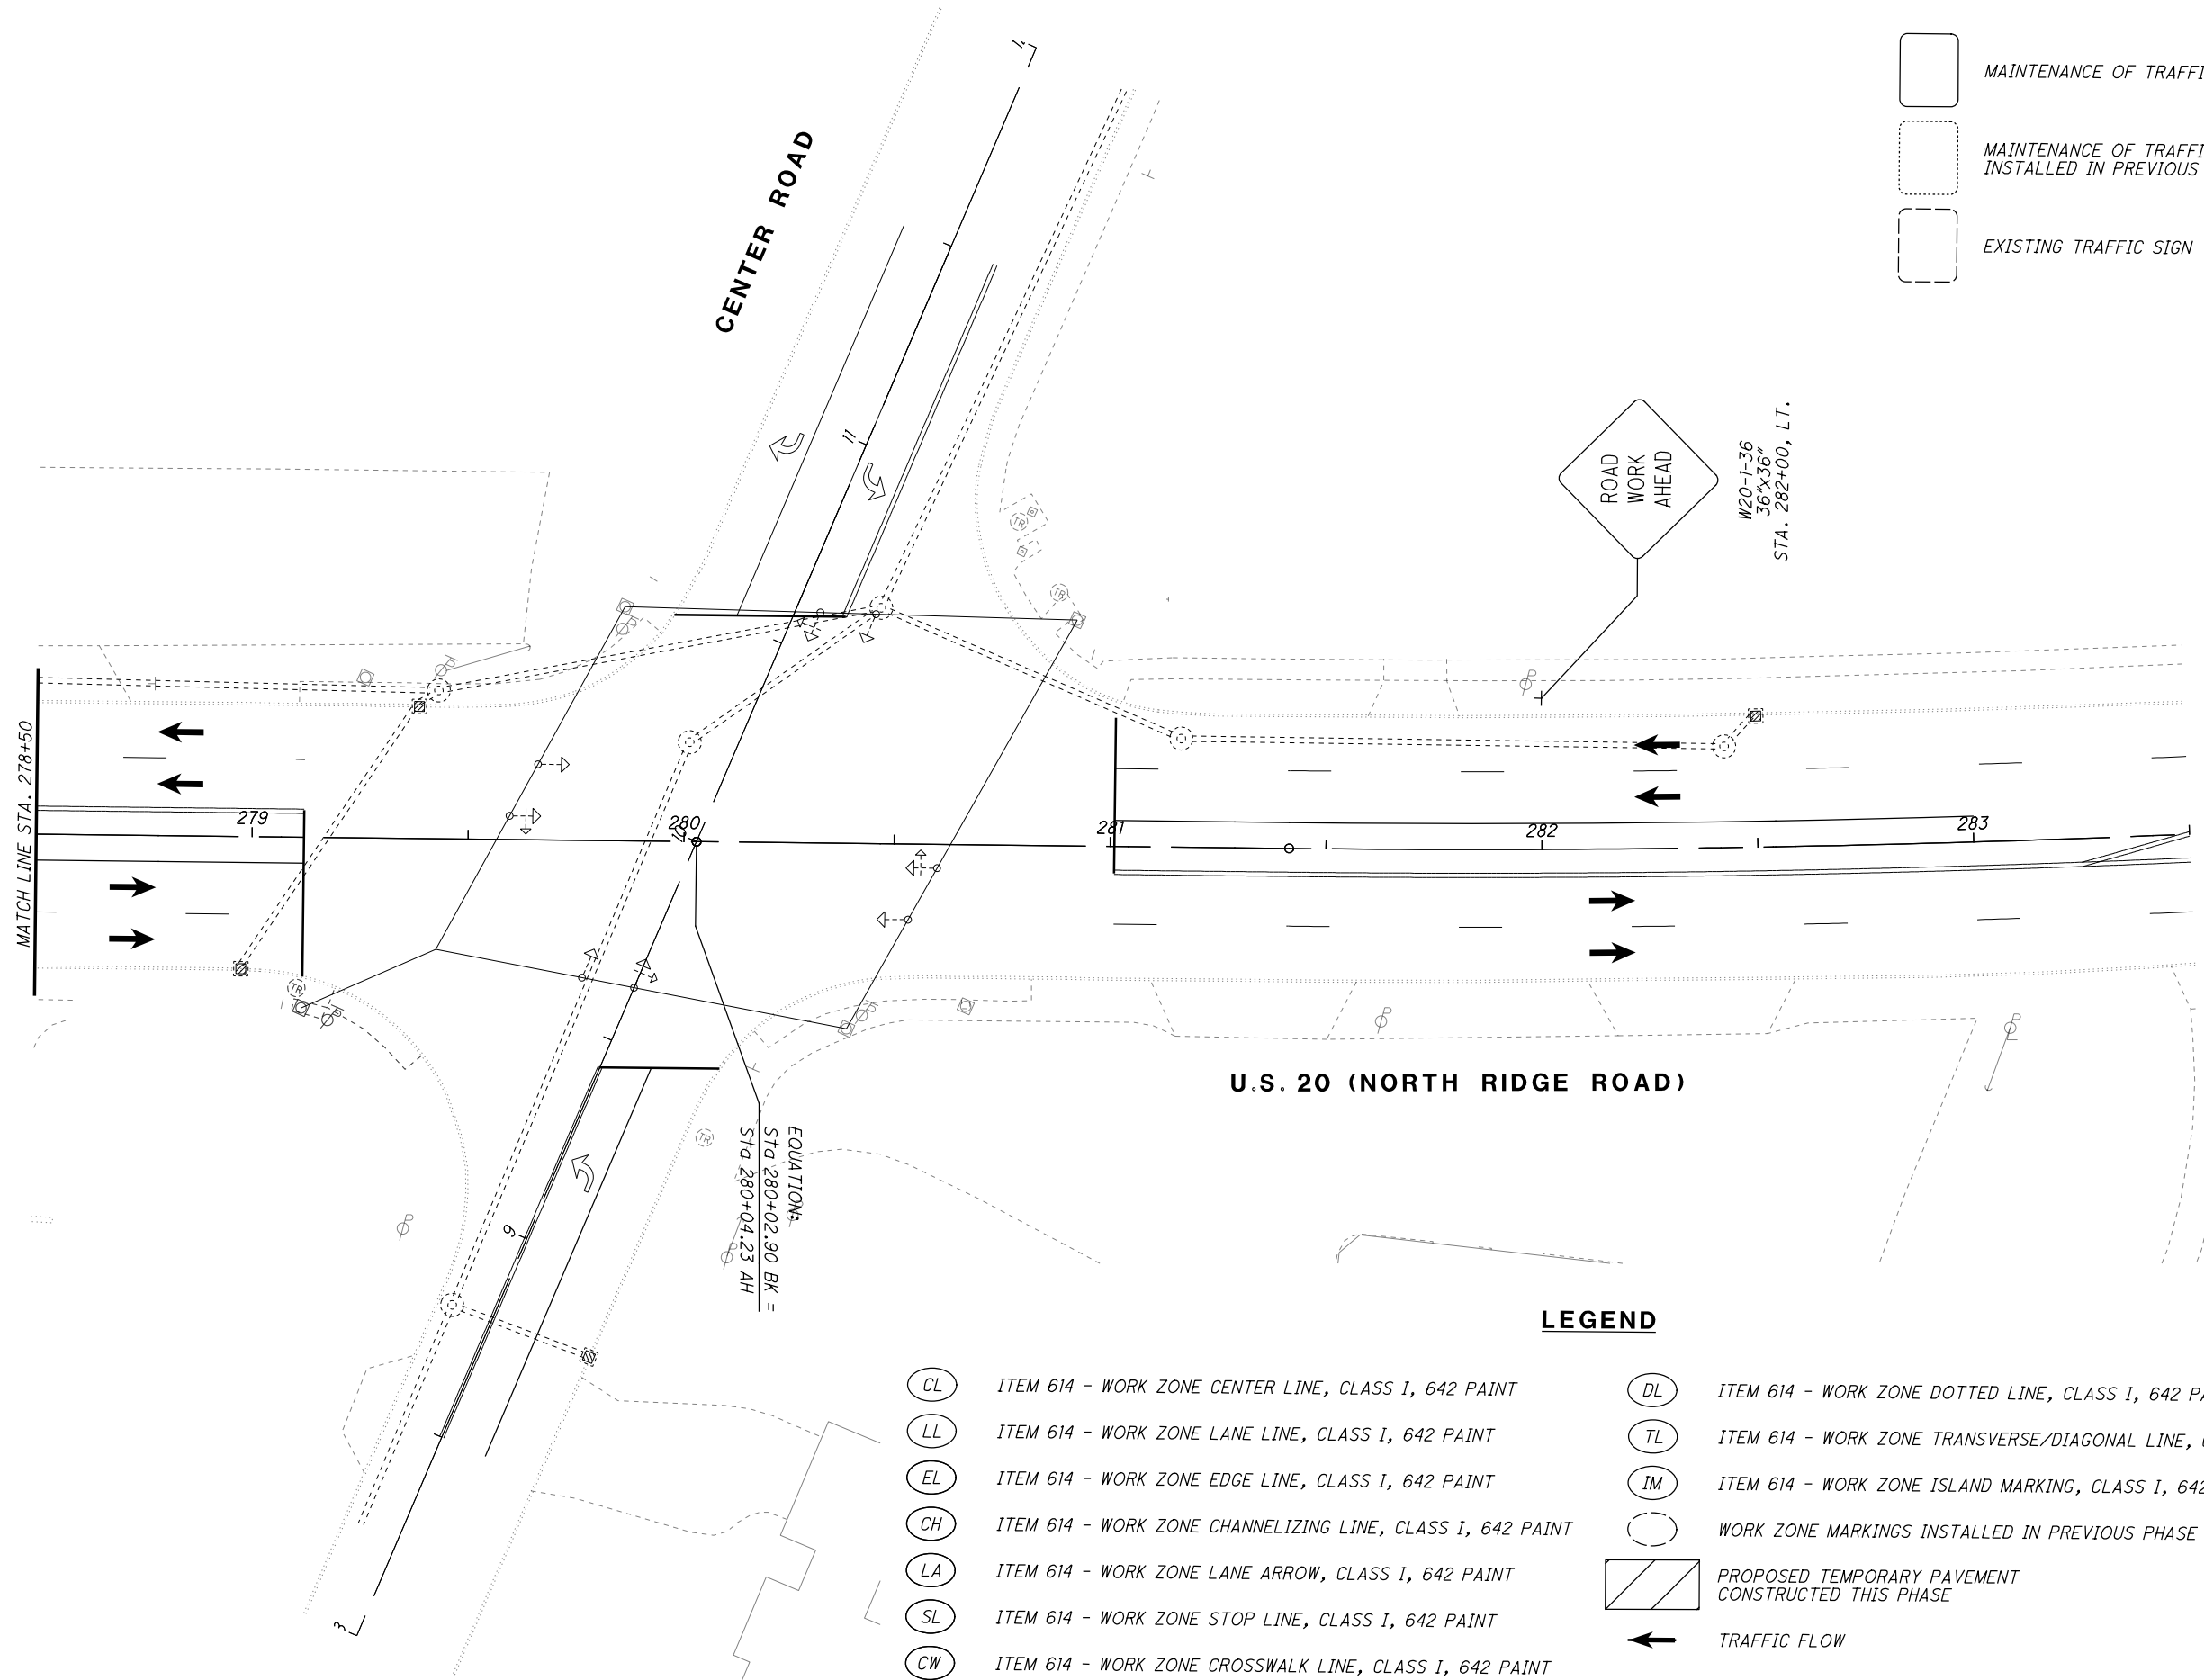 MAINTENANCE OF TRAFFI
MAINTENANCE OF TRAFFI
INSTALLED IN PREVIOUS
EXISTING TRAFFIC SIGN
CENTER ROAD
11
ROAD
WORK
AHEAD
W20-1-36
36"x36"
STA. 282+00, LT.
TR
TR
MATCH LINE STA. 278+50
279
280
10
281
282
283
TR
U.S. 20 (NORTH RIDGE ROAD)
TR
EQUATION:
Sta 280+02.90 BK =
Sta 280+04.23 AH
9
3
LEGEND
CL ITEM 614 - WORK ZONE CENTER LINE, CLASS I, 642 PAINT
LL ITEM 614 - WORK ZONE LANE LINE, CLASS I, 642 PAINT
EL ITEM 614 - WORK ZONE EDGE LINE, CLASS I, 642 PAINT
CH ITEM 614 - WORK ZONE CHANNELIZING LINE, CLASS I, 642 PAINT
LA ITEM 614 - WORK ZONE LANE ARROW, CLASS I, 642 PAINT
SL ITEM 614 - WORK ZONE STOP LINE, CLASS I, 642 PAINT
CW ITEM 614 - WORK ZONE CROSSWALK LINE, CLASS I, 642 PAINT
DL ITEM 614 - WORK ZONE DOTTED LINE, CLASS I, 642 PA
TL ITEM 614 - WORK ZONE TRANSVERSE/DIAGONAL LINE,
IM ITEM 614 - WORK ZONE ISLAND MARKING, CLASS I, 642
WORK ZONE MARKINGS INSTALLED IN PREVIOUS PHASE
PROPOSED TEMPORARY PAVEMENT
CONSTRUCTED THIS PHASE
TRAFFIC FLOW